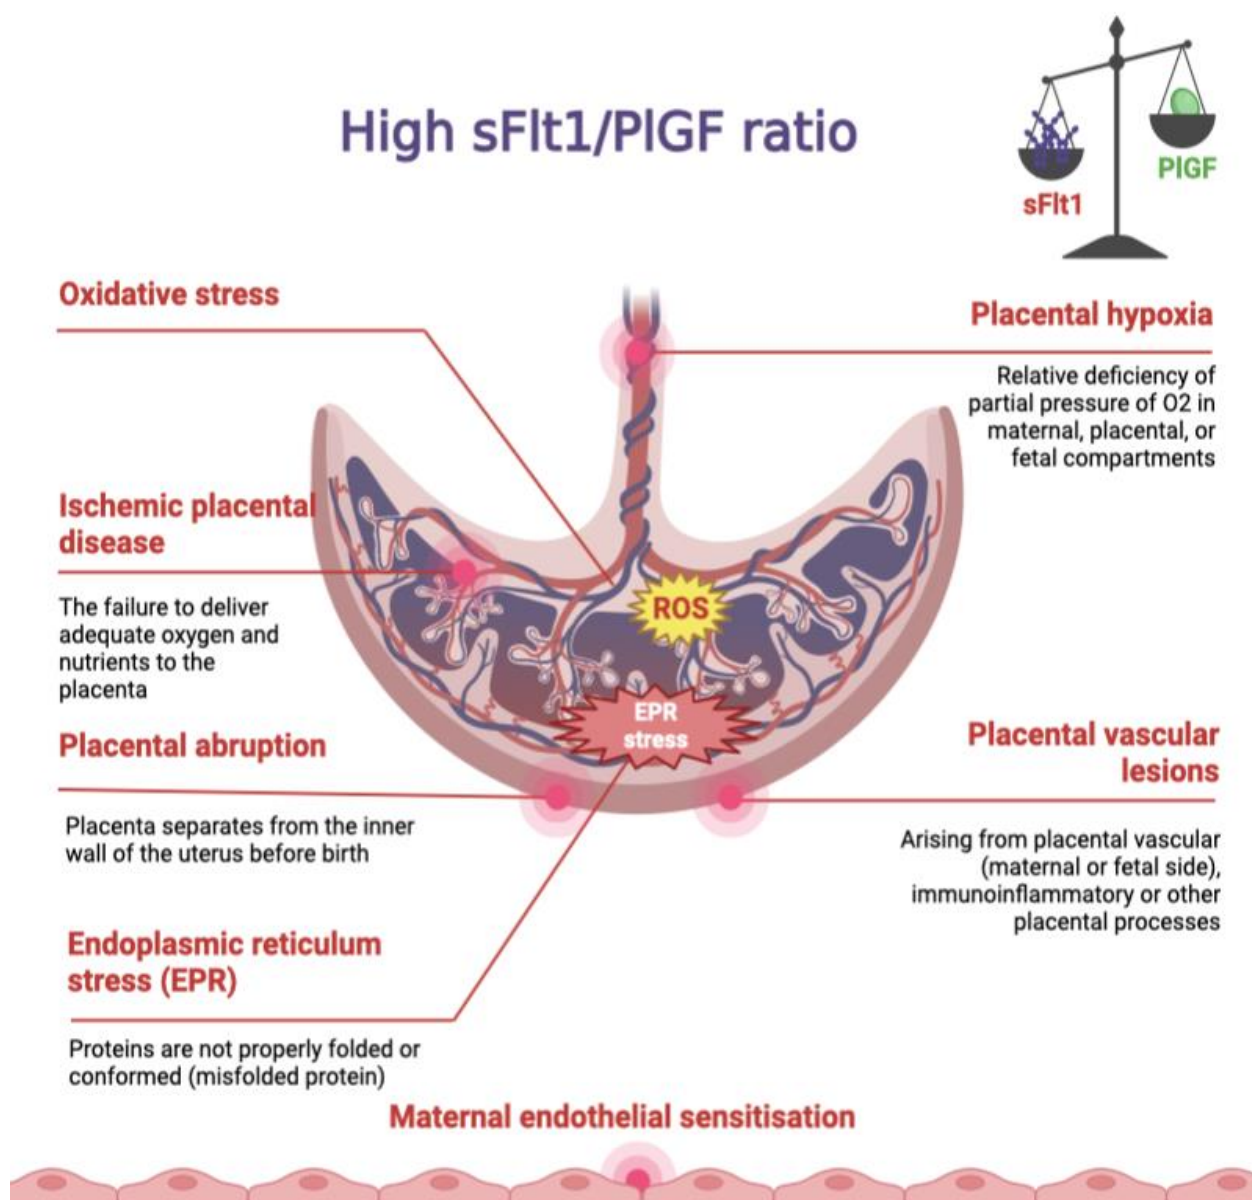 High sFlt1/PlGF ratio
PlGF
sFlt1
Oxidative stress
Placental hypoxia
Relative deficiency of
partial pressure of O2 in
maternal, placental, or
fetal compartments
Ischemic placental
disease
The failure to deliver
adequate oxygen and
nutrients to the
placenta
ROS
EPR
stress
Placental abruption
Placenta separates from the inner
wall of the uterus before birth
Placental vascular
lesions
Arising from placental vascular
(maternal or fetal side),
immunoinflammatory or other
placental processes
Endoplasmic reticulum
stress (EPR)
Proteins are not properly folded or
conformed (misfolded protein)
Maternal endothelial sensitisation